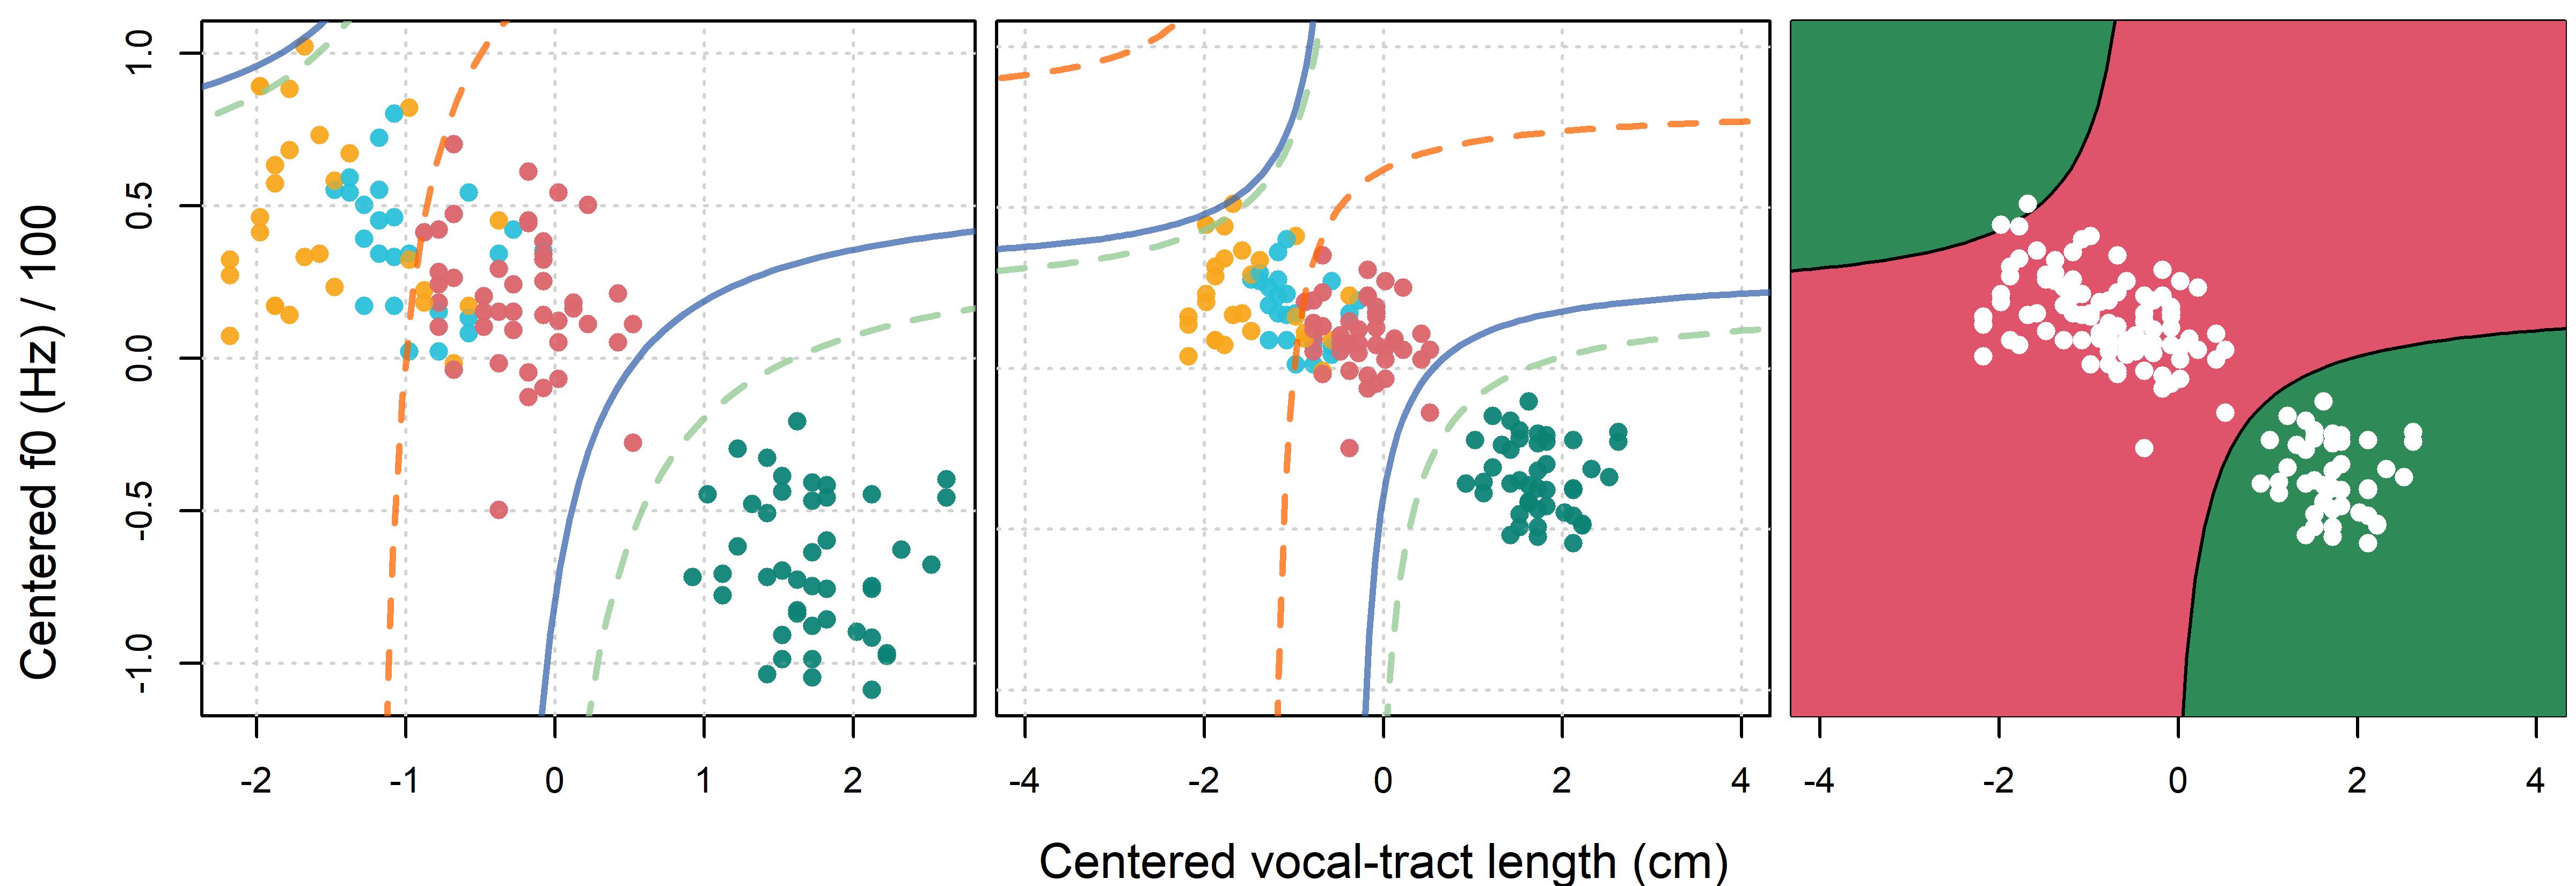 Centered f0 (Hz) / 100
1.0
0.5
0.0
-0.5
-1.0
-2 -1 0 1 2
-4 -2 0 2 4
-4 -2 0 2 4
Centered vocal-tract length (cm)